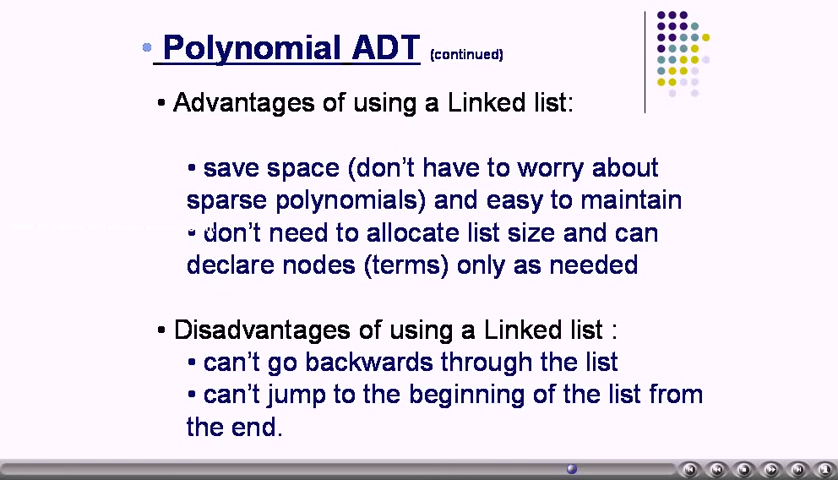 • Polynomial ADT (continued)
• Advantages of using a Linked list:
• save space (don't have to worry about
sparse polynomials) and easy to maintain
• don't need to allocate list size and can
declare nodes (terms) only as needed
• Disadvantages of using a Linked list :
• can't go backwards through the list
• can't jump to the beginning of the list from
the end.